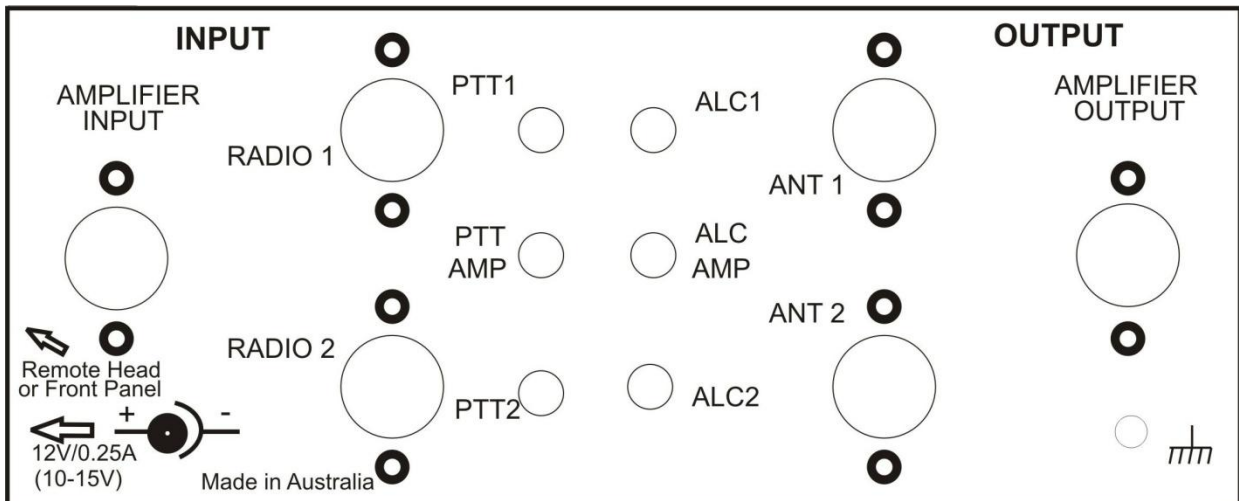 INPUT
OUTPUT
AMPLIFIER
INPUT
PTT1
ALC1
AMPLIFIER
OUTPUT
RADIO 1
ANT 1
PTT
AMP
ALC
AMP
RADIO 2
ANT 2
Remote Head
or Front Panel
PTT2
ALC2
+ -
12V/0.25A
(10-15V)
Made in Australia